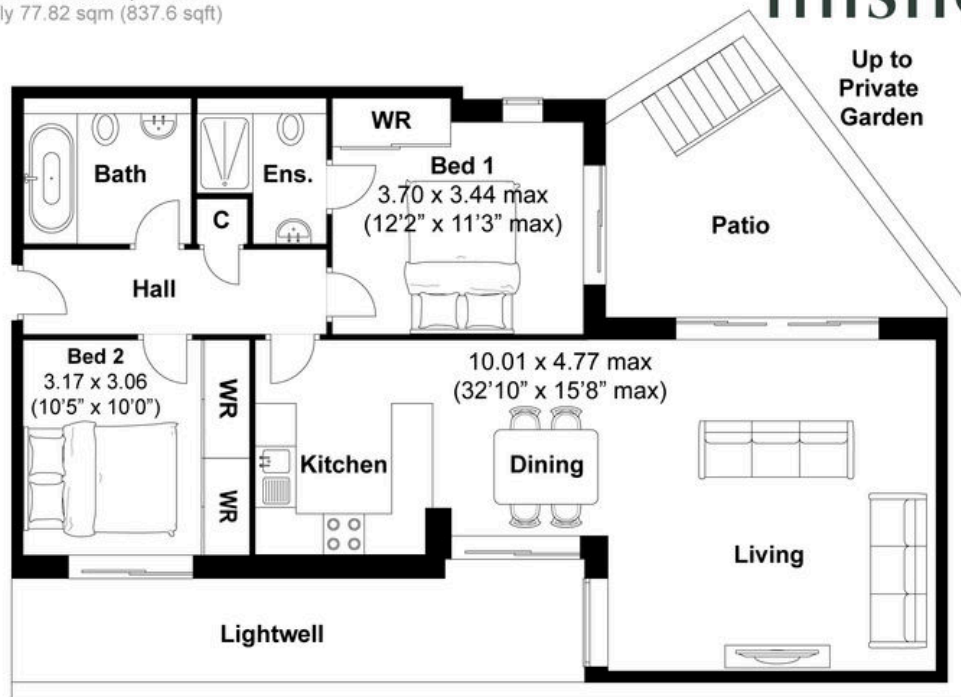 ly 77.82 sqm (837.6 sqft)
Up to
Private
Garden
WR
Bath
Ens.
Bed 1
3.70 x 3.44 max
(12'2" x 11'3" max)
C
Patio
Hall
Bed 2
3.17 x 3.06
(10'5" x 10'0")
WR
WR
10.01 x 4.77 max
(32'10" x 15'8" max)
Kitchen
Dining
Living
Lightwell